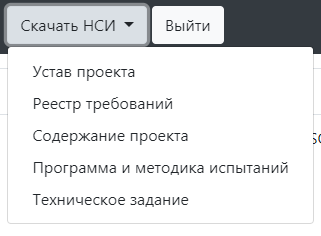 Скачать НСИ Выйти
Устав проекта
Реестр требований
Содержание проекта
Программа и методика испытаний
Техническое задание